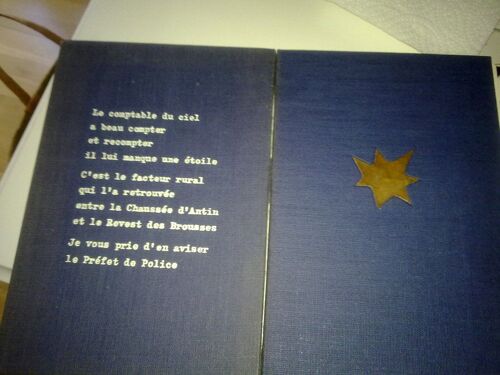 Le comptable du ciel
a beau compter
et recompter
il lui manque une étoile
C'est le facteur rural
qui l'a retrouvée
entre la Chaussée d'Antin
et le Revest des Brousses
Je vous prie d'en aviser
le Préfet de Police